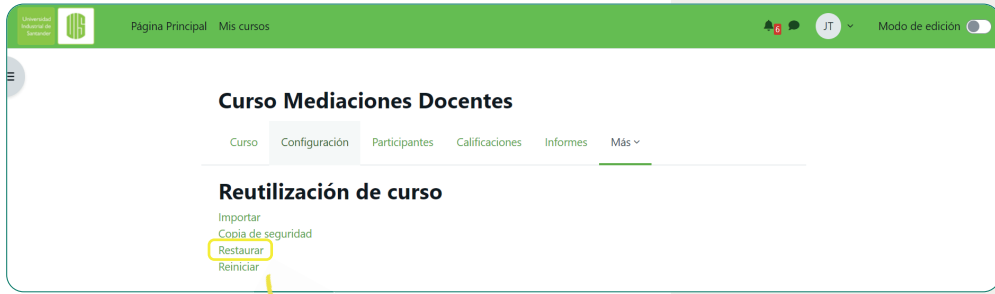 Universidad
Industrial de
Santander
UIS
Página Principal Mis cursos
6
JT
Modo de edición
Curso Mediaciones Docentes
Curso Configuración Participantes Calificaciones Informes Más
Reutilización de curso
Importar
Copia de seguridad
Restaurar
Reiniciar